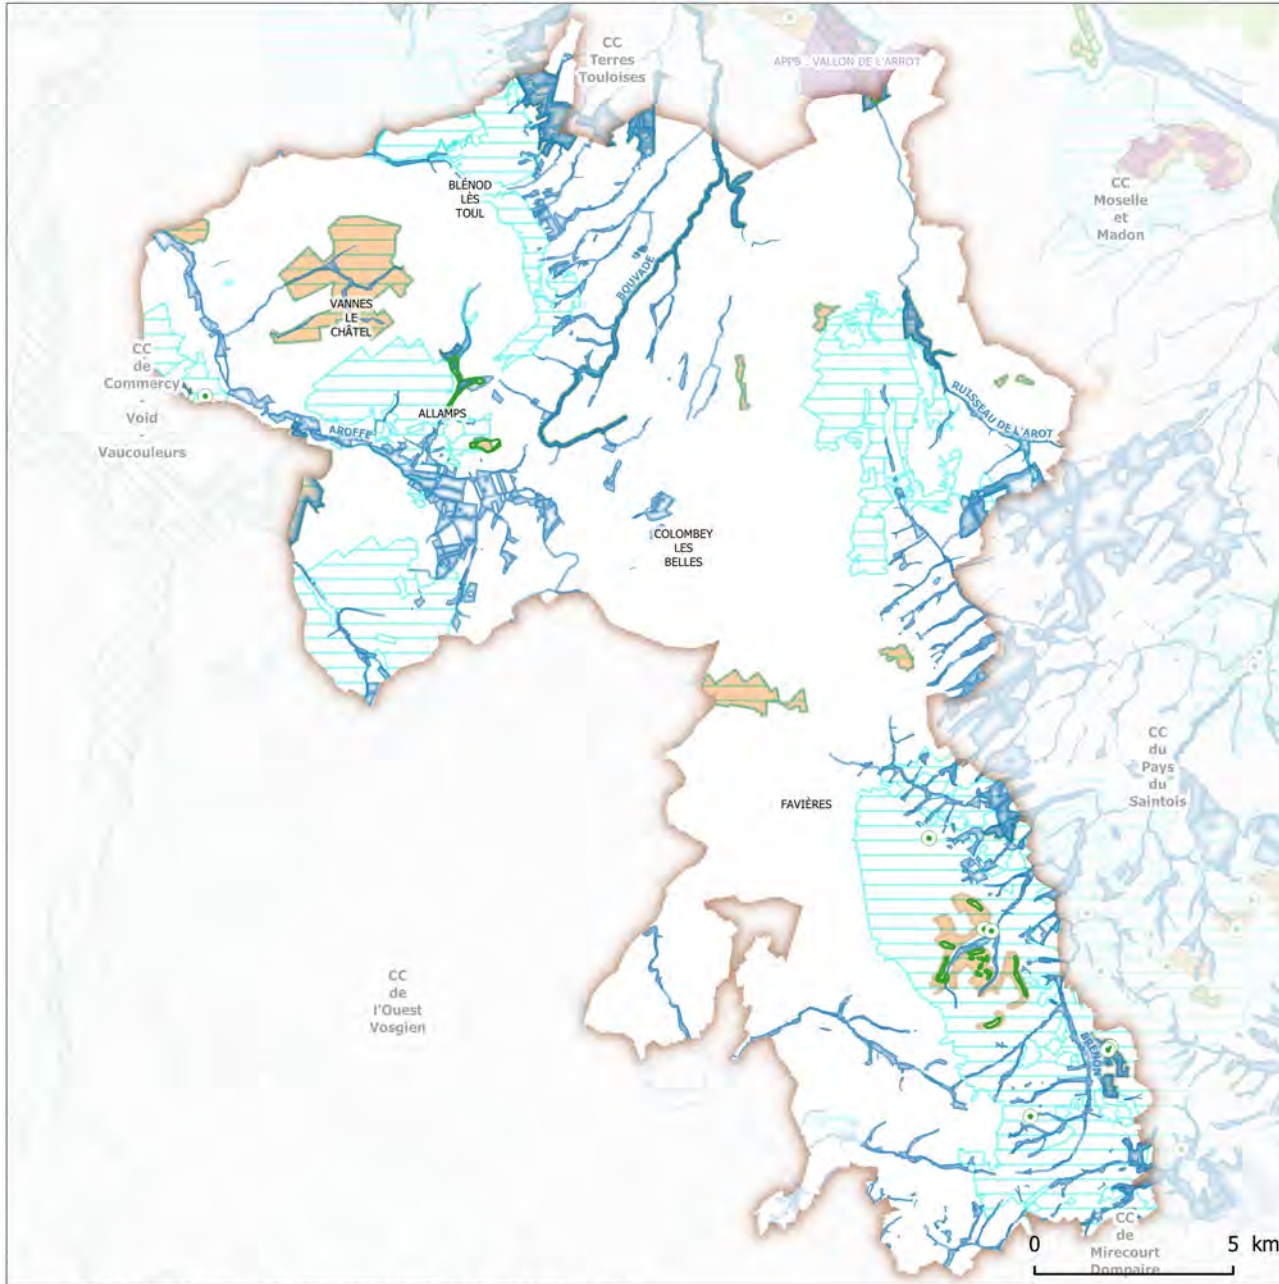 CC
Terres
Touloises
APPB : VALLON DE L'ARROT
CC
Moselle
et
Madon
BLÉNOD
LÈS
TOUL
BOUVADE
VANNES
LE
CHÂTEL
CC
de
Commercy
-
Void
-
Vaucouleurs
ALLAMPS
AROFFE
RUISSEAU DE L'AROT
COLOMBEY
LES
BELLES
CC
du
Pays
du
Saintois
FAVIÈRES
CC
de
l'Ouest
Vosgien
BRÉNON
CC
de
Mirecourt
Dompaire
0 5 km